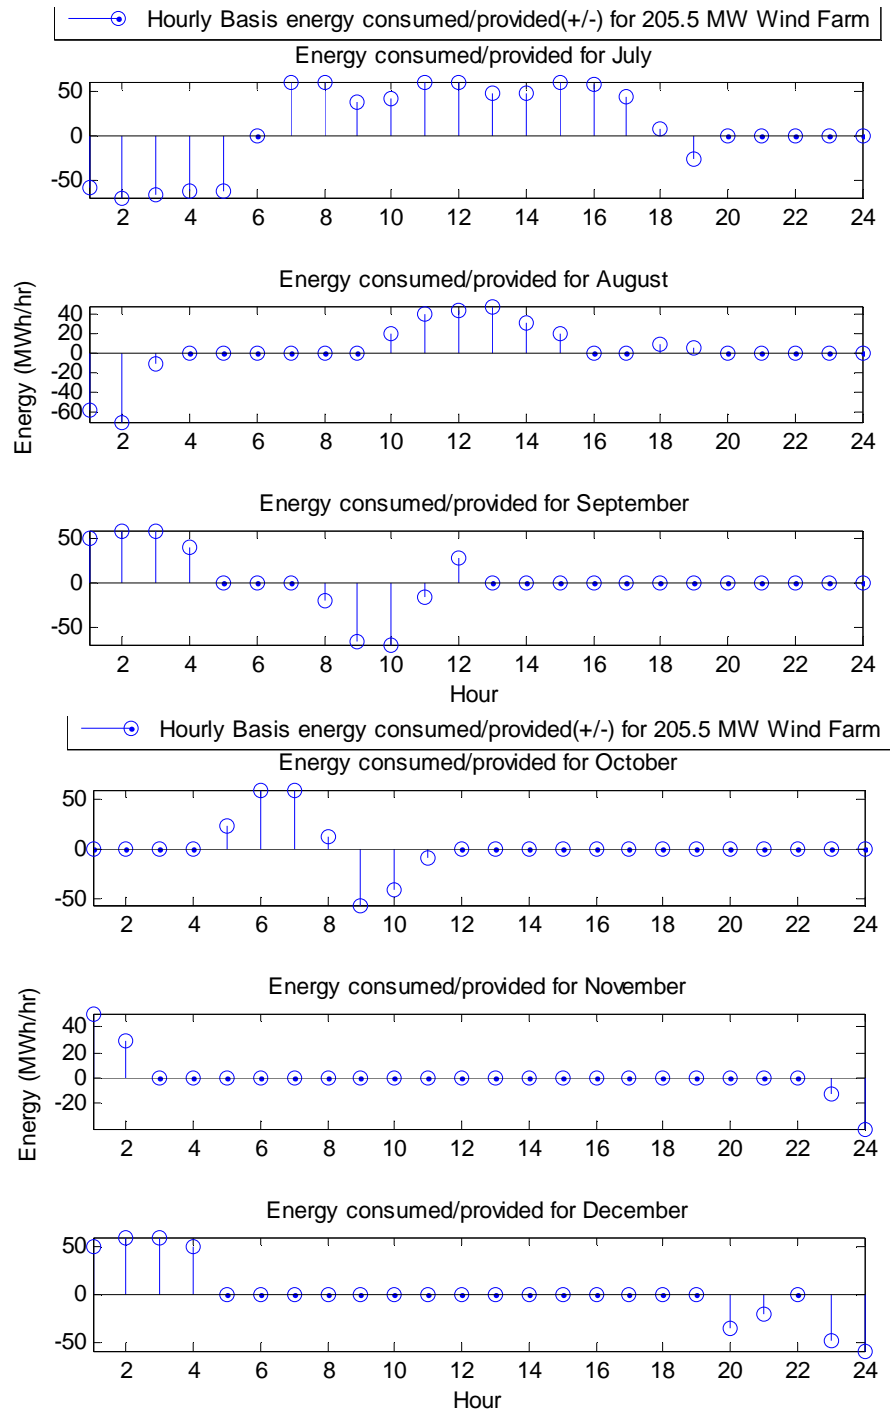 Hourly Basis energy consumed/provided(+/-) for 205.5 MW Wind Farm
Energy consumed/provided for July
50
0
-50
2 4 6 8 10 12 14 16 18 20 22 24
Energy consumed/provided for August
40
20
0
-20
-40
-60
2 4 6 8 10 12 14 16 18 20 22 24
Energy (MWh/hr)
Energy consumed/provided for September
50
0
-50
2 4 6 8 10 12 14 16 18 20 22 24
Hour
Hourly Basis energy consumed/provided(+/-) for 205.5 MW Wind Farm
Energy consumed/provided for October
50
0
-50
2 4 6 8 10 12 14 16 18 20 22 24
Energy consumed/provided for November
40
20
0
-20
2 4 6 8 10 12 14 16 18 20 22 24
Energy (MWh/hr)
Energy consumed/provided for December
50
0
-50
2 4 6 8 10 12 14 16 18 20 22 24
Hour